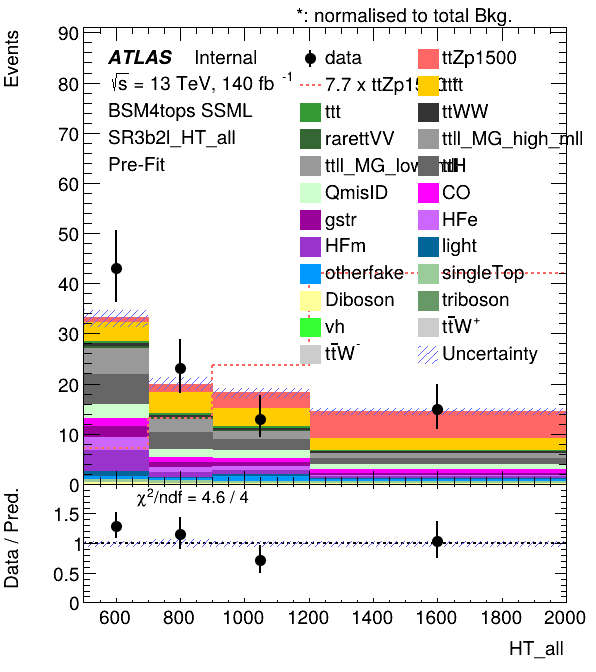 *: normalised to total Bkg.
Events
90
80
70
60
50
40
30
20
10
0
ATLAS Internal
√s = 13 TeV, 140 fb -1
BSM4tops SSML
SR3b2l_HT_all
Pre-Fit
data
ttZp1500
7.7 x ttZp1500
tttt
ttt
ttWW
rarettVV
ttll_MG_high_mll
ttll_MG_low_mll
ttH
QmisID
CO
gstr
HFe
HFm
light
otherfake
singleTop
Diboson
triboson
vh
tt̄W+
tt̄W-
Uncertainty
Data / Pred.
χ2/ndf = 4.6 / 4
1.5
1
0.5
0
600 800 1000 1200 1400 1600 1800 2000
HT_all